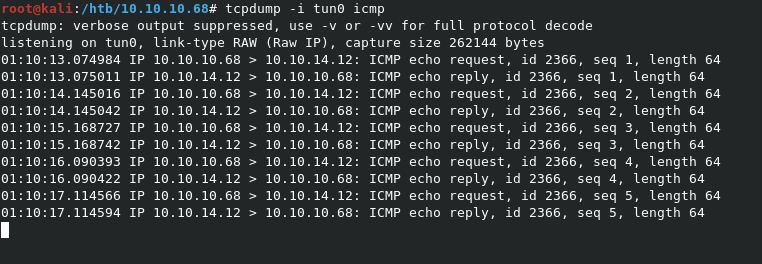 root@kali:/htb/10.10.10.68# tcpdump -i tun0 icmp
tcpdump: verbose output suppressed, use -v or -vv for full protocol decode
listening on tun0, link-type RAW (Raw IP), capture size 262144 bytes
01:10:13.074984 IP 10.10.10.68 > 10.10.14.12: ICMP echo request, id 2366, seq 1, length 64
01:10:13.075011 IP 10.10.14.12 > 10.10.10.68: ICMP echo reply, id 2366, seq 1, length 64
01:10:14.145016 IP 10.10.10.68 > 10.10.14.12: ICMP echo request, id 2366, seq 2, length 64
01:10:14.145042 IP 10.10.14.12 > 10.10.10.68: ICMP echo reply, id 2366, seq 2, length 64
01:10:15.168727 IP 10.10.10.68 > 10.10.14.12: ICMP echo request, id 2366, seq 3, length 64
01:10:15.168742 IP 10.10.14.12 > 10.10.10.68: ICMP echo reply, id 2366, seq 3, length 64
01:10:16.090393 IP 10.10.10.68 > 10.10.14.12: ICMP echo request, id 2366, seq 4, length 64
01:10:16.090422 IP 10.10.14.12 > 10.10.10.68: ICMP echo reply, id 2366, seq 4, length 64
01:10:17.114566 IP 10.10.10.68 > 10.10.14.12: ICMP echo request, id 2366, seq 5, length 64
01:10:17.114594 IP 10.10.14.12 > 10.10.10.68: ICMP echo reply, id 2366, seq 5, length 64